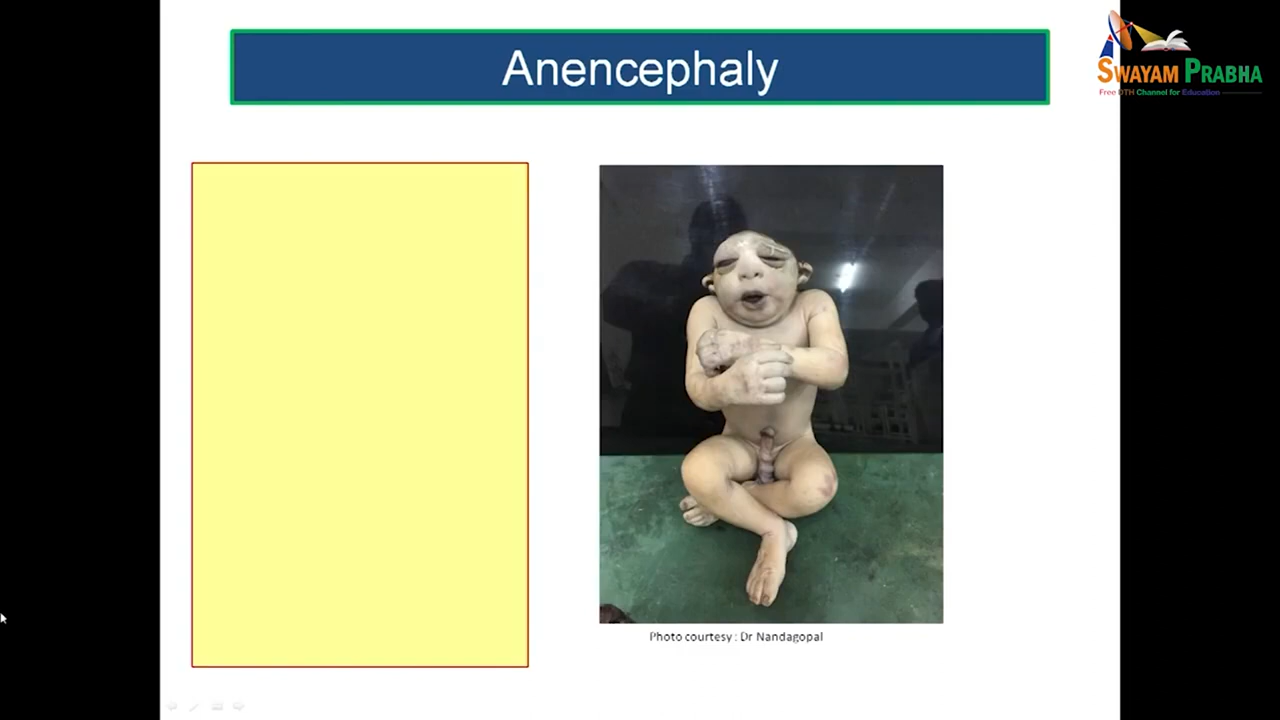 Anencephaly
SWAYAM PRABHA
Free DTH Channel for Education
Photo courtesy : Dr Nandagopal